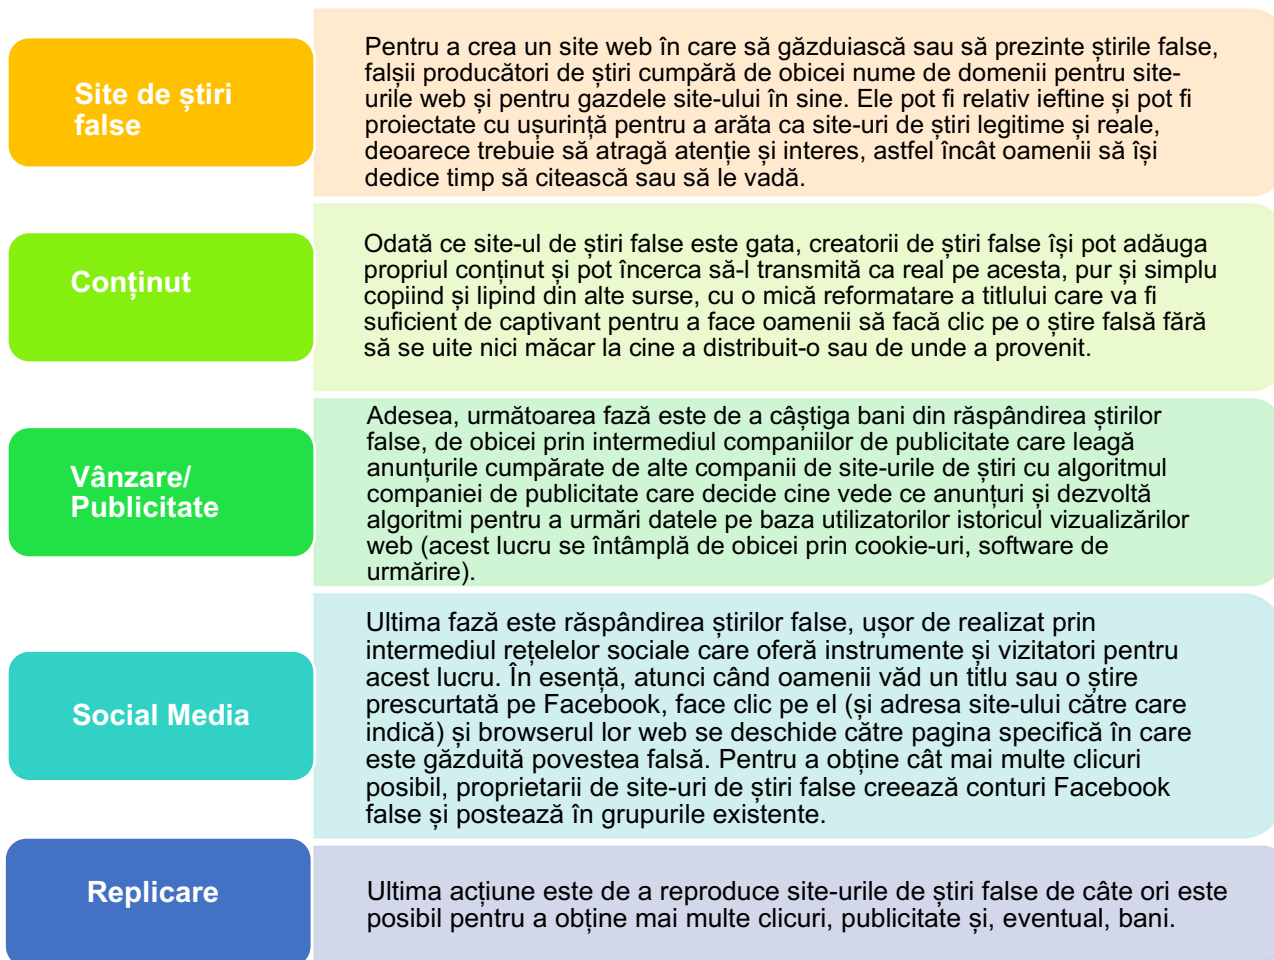 Site de știri
false
Pentru a crea un site web în care să găzduiască sau să prezinte știrile false,
falșii producători de știri cumpără de obicei nume de domenii pentru site-
urile web și pentru gazdele site-ului în sine. Ele pot fi relativ ieftine și pot fi
proiectate cu ușurință pentru a arăta ca site-uri de știri legitime și reale,
deoarece trebuie să atragă atenție și interes, astfel încât oamenii să își
dedice timp să citească sau să le vadă.
Conținut
Odată ce site-ul de știri false este gata, creatorii de știri false își pot adăuga
propriul conținut și pot încerca să-l transmită ca real pe acesta, pur și simplu
copiind și lipind din alte surse, cu o mică reformatare a titlului care va fi
suficient de captivant pentru a face oamenii să facă clic pe o știre falsă fără
să se uite nici măcar la cine a distribuit-o sau de unde a provenit.
Vânzare/
Publicitate
Adesea, următoarea fază este de a câștiga bani din răspândirea știrilor
false, de obicei prin intermediul companiilor de publicitate care leagă
anunțurile cumpărate de alte companii de site-urile de știri cu algoritmul
companiei de publicitate care decide cine vede ce anunțuri și dezvoltă
algoritmi pentru a urmări datele pe baza utilizatorilor istoricul vizualizărilor
web (acest lucru se întâmplă de obicei prin cookie-uri, software de
urmărire).
Social Media
Ultima fază este răspândirea știrilor false, ușor de realizat prin
intermediul rețelelor sociale care oferă instrumente și vizitatori pentru
acest lucru. În esență, atunci când oamenii văd un titlu sau o știre
prescurtată pe Facebook, face clic pe el (și adresa site-ului către care
indică) și browserul lor web se deschide către pagina specifică în care
este găzduită povestea falsă. Pentru a obține cât mai multe clicuri
posibil, proprietarii de site-uri de știri false creează conturi Facebook
false și postează în grupurile existente.
Replicare
Ultima acțiune este de a reproduce site-urile de știri false de câte ori este
posibil pentru a obține mai multe clicuri, publicitate și, eventual, bani.